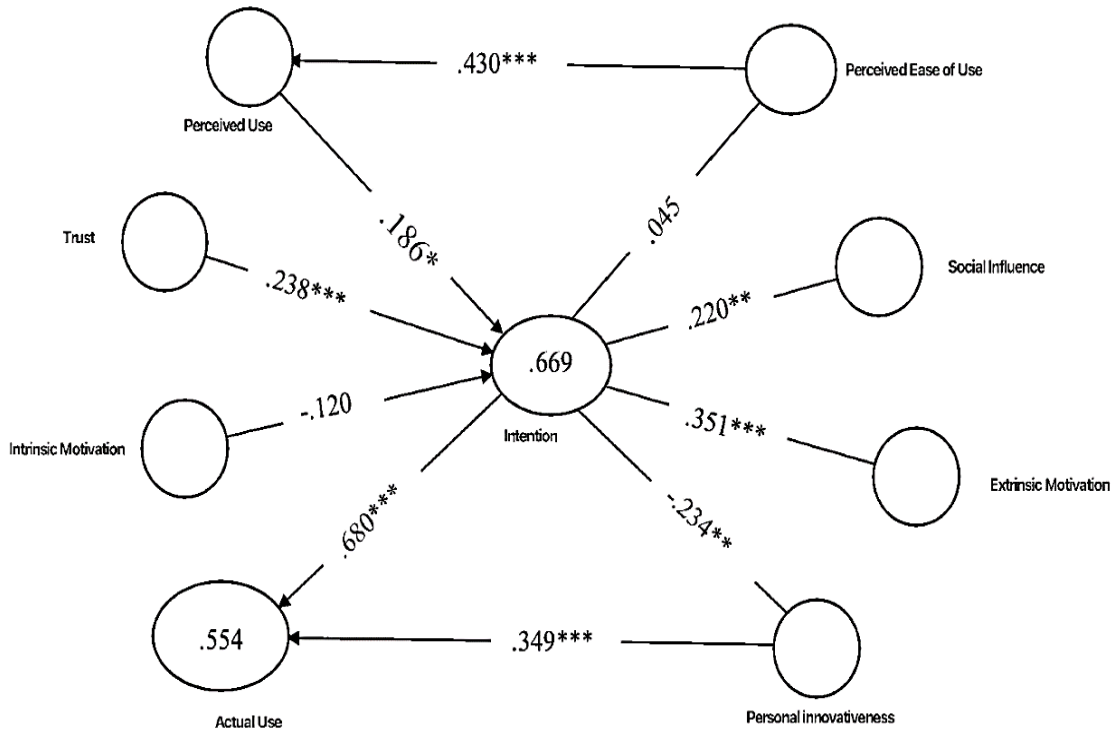 .430***
Perceived Ease of Use
Perceived Use
.186*
.045
Trust
.238***
.220**
Social Influence
.669
-.120
.351***
Intention
Intrinsic Motivation
Extrinsic Motivation
.680***
-.234**
.554
.349***
Actual Use
Personal innovativeness